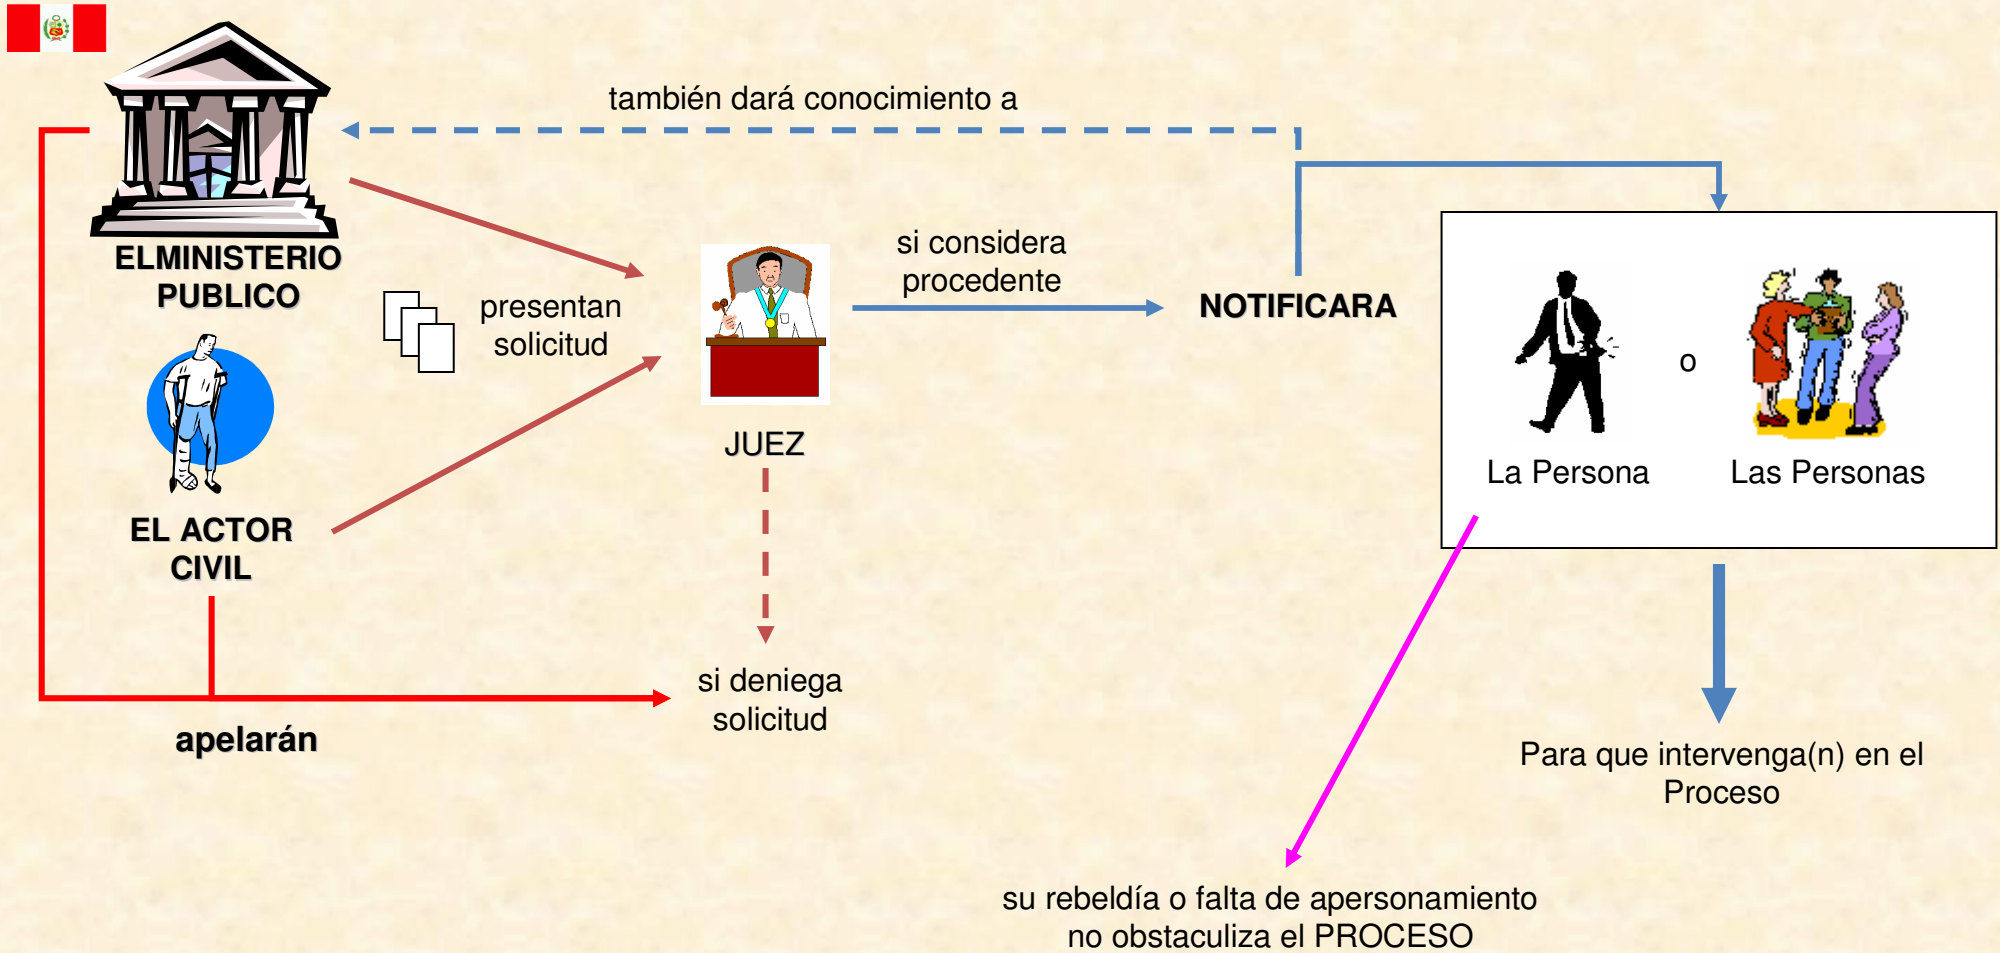 también dará conocimiento a
ELMINISTERIO
PUBLICO
presentan
solicitud
si considera
procedente
NOTIFICARA
o
La Persona
Las Personas
JUEZ
EL ACTOR
CIVIL
si deniega
solicitud
apelarán
Para que intervenga(n) en el
Proceso
su rebeldía o falta de apersonamiento
no obstaculiza el PROCESO